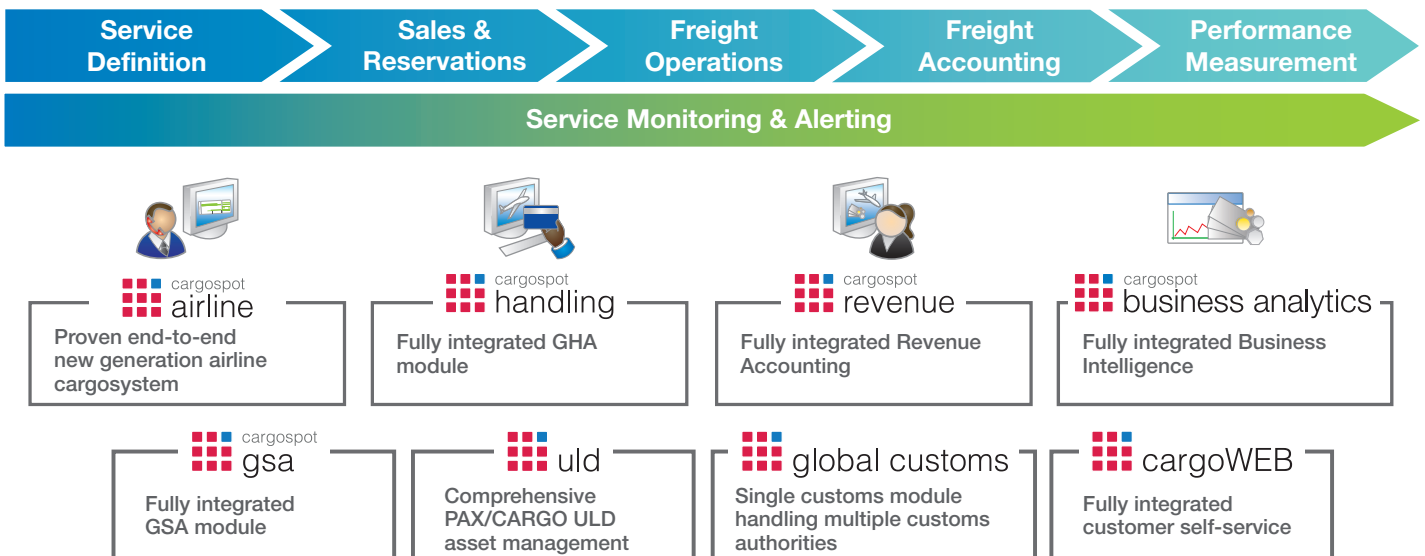 Service
Definition
Sales &
Reservations
Freight
Operations
Freight
Accounting
Performance
Measurement
Service Monitoring & Alerting
cargospot
airline
Proven end-to-end
new generation airline
cargosystem
cargospot
handling
Fully integrated GHA
module
cargospot
revenue
Fully integrated Revenue
Accounting
cargospot
business analytics
Fully integrated Business
Intelligence
cargospot
gsa
Fully integrated
GSA module
uld
Comprehensive
PAX/CARGO ULD
asset management
global customs
Single customs module
handling multiple customs
authorities
cargoWEB
Fully integrated
customer self-service